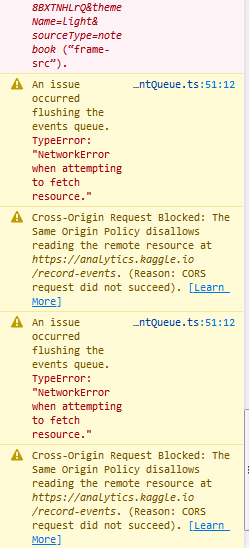 8BXTNHLrQ&theme
Name=Light&
sourceType=note
book (“frame-
src”).
An issue …ntQueue.ts:51:12
occurred
flushing the
events queue.
TypeError:
"NetworkError
when attempting
to fetch
resource."
Cross-Origin Request Blocked: The
Same Origin Policy disallows
reading the remote resource at
https://analytics.kaggle.io
/record-events. (Reason: CORS
request did not succeed). [Learn
More]
An issue …ntQueue.ts:51:12
occurred
flushing the
events queue.
TypeError:
"NetworkError
when attempting
to fetch
resource."
Cross-Origin Request Blocked: The
Same Origin Policy disallows
reading the remote resource at
https://analytics.kaggle.io
/record-events. (Reason: CORS
request did not succeed). [Learn
More]